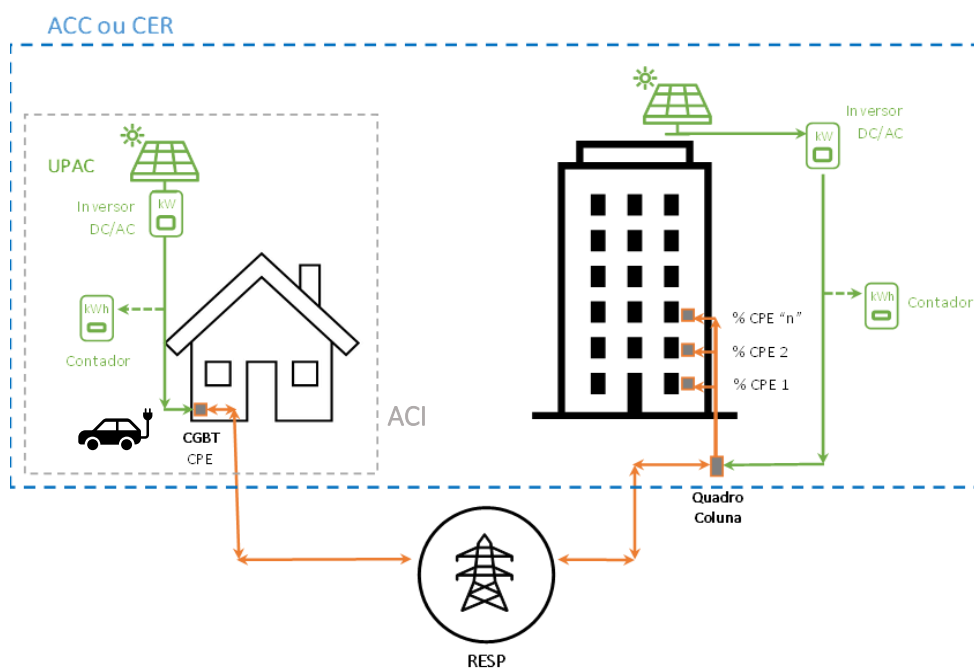 ACC ou CER
UPAC
kW
Inversor
DC/AC
kWh
Contador
CGBT
CPE
ACI
Inversor
DC/AC
kW
kWh
Contador
% CPE “n”
% CPE 2
% CPE 1
Quadro
Coluna
RESP